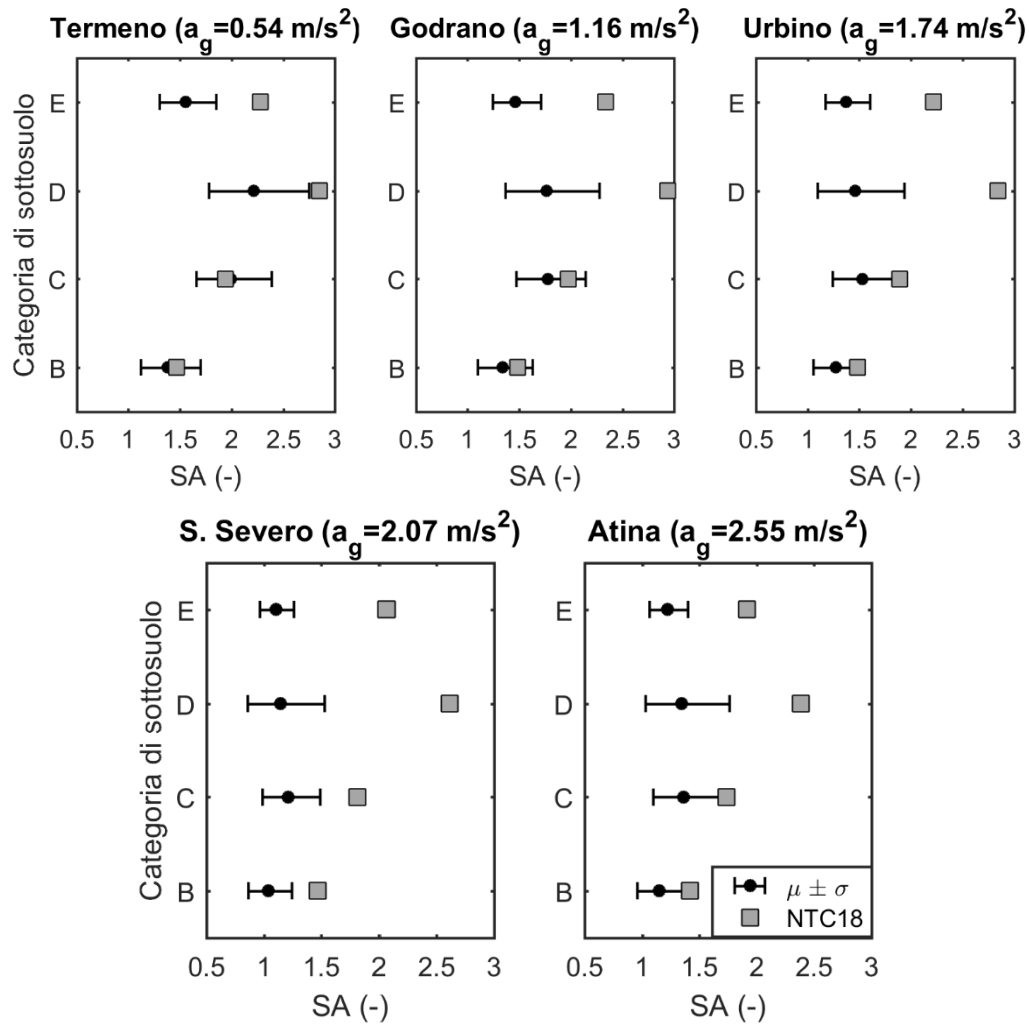 Termeno (a_g=0.54 m/s²)
Categoria di sottosuolo
E
D
C
B
0.5 1 1.5 2 2.5 3
SA (-)
Godrano (a_g=1.16 m/s²)
E
D
C
B
0.5 1 1.5 2 2.5 3
SA (-)
Urbino (a_g=1.74 m/s²)
E
D
C
B
0.5 1 1.5 2 2.5 3
SA (-)
S. Severo (a_g=2.07 m/s²)
Categoria di sottosuolo
E
D
C
B
0.5 1 1.5 2 2.5 3
SA (-)
Atina (a_g=2.55 m/s²)
E
D
C
B
μ ± σ
NTC18
0.5 1 1.5 2 2.5 3
SA (-)